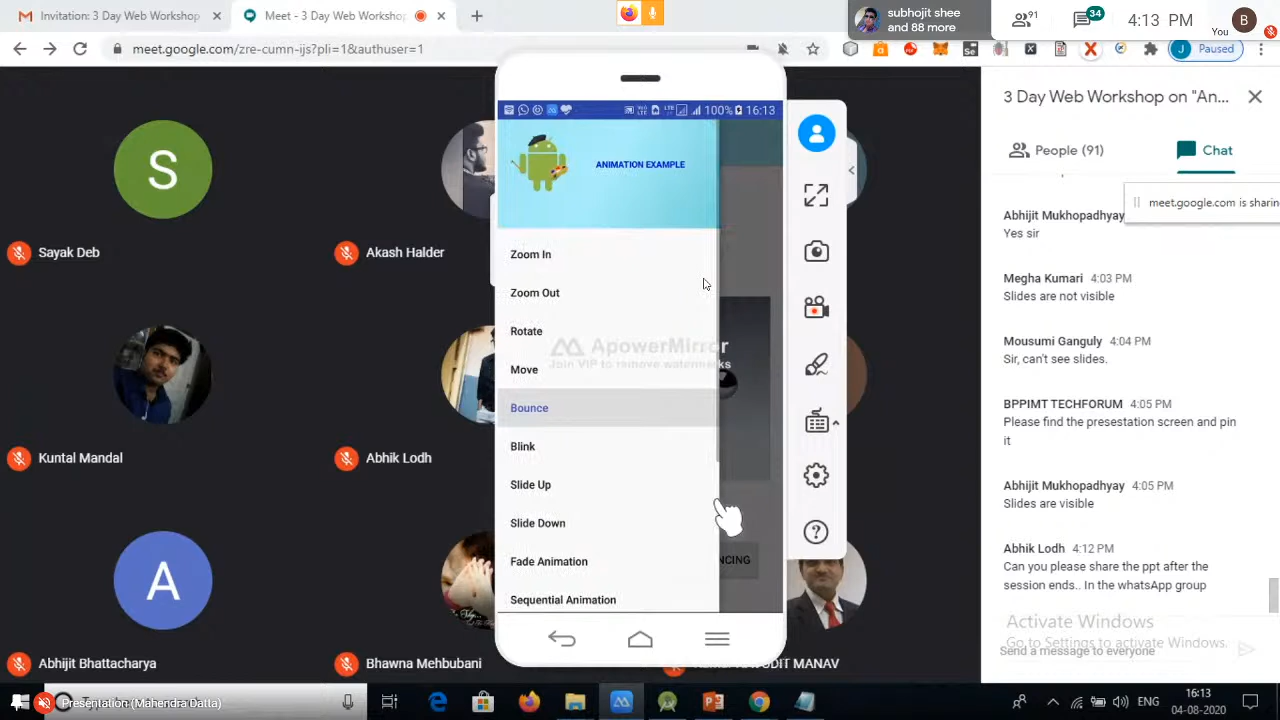 Invitation: 3 Day Web Workshop
Meet - 3 Day Web Workshop
meet.google.com/zre-cumn-ijs?pli=1&authuser=1
subhojit shee
and 88 more
91
34
4:13 PM
You
B
J
Paused
S
Sayak Deb
Akash Halder
Kuntal Mandal
Abhik Lodh
A
Abhijit Bhattacharya
Bhawna Mehbubani
MANAV
100%
16:13
ANIMATION EXAMPLE
Zoom In
Zoom Out
Rotate
ApowerMirror
Join VIP to remove watermarks
Move
Bounce
Blink
Slide Up
Slide Down
Fade Animation
NCING
Sequential Animation
3 Day Web Workshop on "An...
People (91)
Chat
meet.google.com is sharin
Abhijit Mukhopadhyay
Yes sir
Megha Kumari 4:03 PM
Slides are not visible
Mousumi Ganguly 4:04 PM
Sir, can't see slides.
BPPIMT TECHFORUM 4:05 PM
Please find the presestation screen and pin
it
Abhijit Mukhopadhyay 4:05 PM
Slides are visible
Abhik Lodh 4:12 PM
Can you please share the ppt after the
session ends.. In the whatsApp group
Activate Windows
Go to Settings to activate Windows.
Send a message to everyone
Presentation (Mahendra Datta)
ENG
16:13
04-08-2020